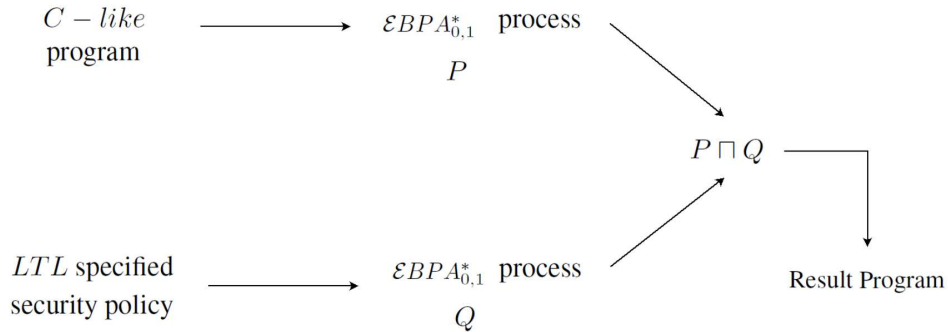 C − like
program
ℰBPA*₀,₁ process
P
P ⊓ Q
LTL specified
security policy
ℰBPA*₀,₁ process
Q
Result Program